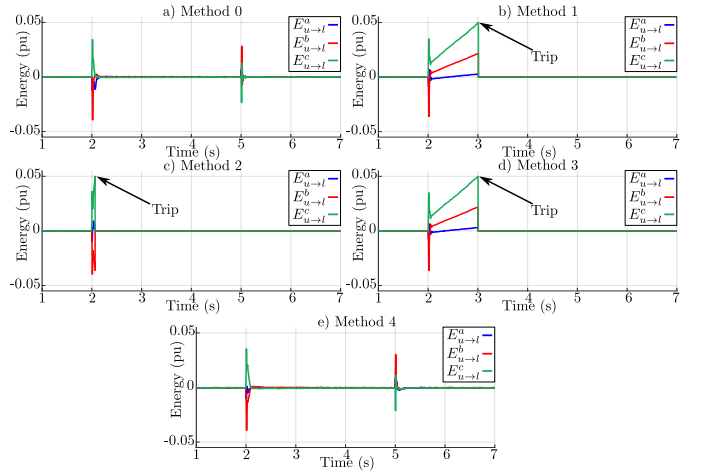 a) Method 0
Energy (pu)
0.05
0
-0.05
1 2 3 4 5 6 7
Time (s)
E^a_{u→l}
E^b_{u→l}
E^c_{u→l}
b) Method 1
Energy (pu)
0.05
0
-0.05
1 2 3 4 5 6 7
Time (s)
Trip
E^a_{u→l}
E^b_{u→l}
E^c_{u→l}
c) Method 2
Energy (pu)
0.05
0
-0.05
1 2 3 4 5 6 7
Time (s)
Trip
E^a_{u→l}
E^b_{u→l}
E^c_{u→l}
d) Method 3
Energy (pu)
0.05
0
-0.05
1 2 3 4 5 6 7
Time (s)
Trip
E^a_{u→l}
E^b_{u→l}
E^c_{u→l}
e) Method 4
Energy (pu)
0.05
0
-0.05
1 2 3 4 5 6 7
Time (s)
E^a_{u→l}
E^b_{u→l}
E^c_{u→l}